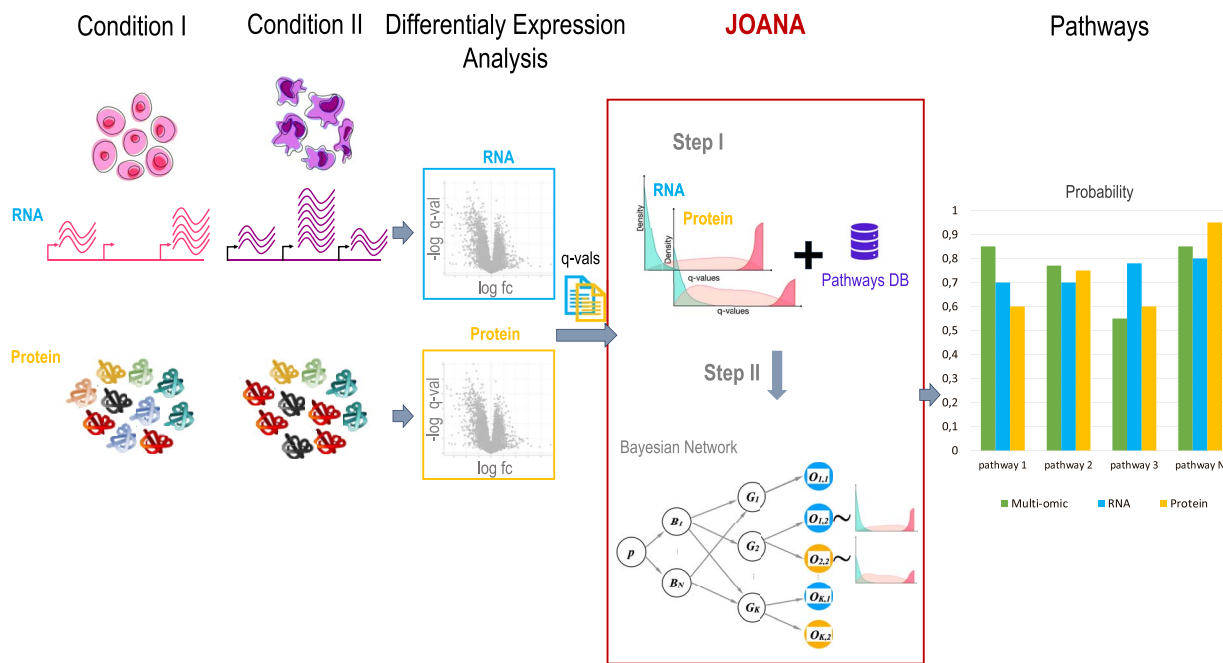 Condition I
Condition II
Differentialy Expression
Analysis
JOANA
Pathways
RNA
Protein
RNA
-log q-val
log fc
Protein
-log q-val
log fc
q-vals
Step I
RNA
Protein
Density
q-values
Density
q-values
Pathways DB
Step II
Bayesian Network
p
B1
BN
G1
G2
GK
O1,1
O1,2
~
O2,2
~
OK,1
OK,2
Probability
1
0,9
0,8
0,7
0,6
0,5
0,4
0,3
0,2
0,1
0
pathway 1
pathway 2
pathway 3
pathway N
Multi-omic
RNA
Protein